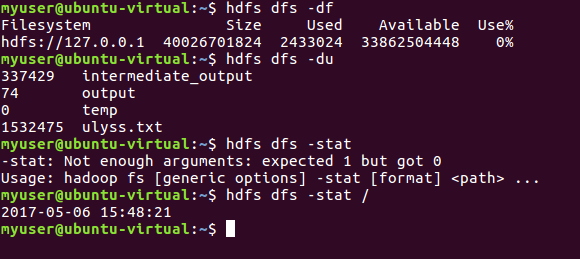 myuser@ubuntu-virtual:~$ hdfs dfs -df
Filesystem Size Used Available Use%
hdfs://127.0.0.1 40026701824 2433024 33862504448 0%
myuser@ubuntu-virtual:~$ hdfs dfs -du
337429 intermediate_output
74 output
0 temp
1532475 ulyss.txt
myuser@ubuntu-virtual:~$ hdfs dfs -stat
-stat: Not enough arguments: expected 1 but got 0
Usage: hadoop fs [generic options] -stat [format] <path> ...
myuser@ubuntu-virtual:~$ hdfs dfs -stat /
2017-05-06 15:48:21
myuser@ubuntu-virtual:~$